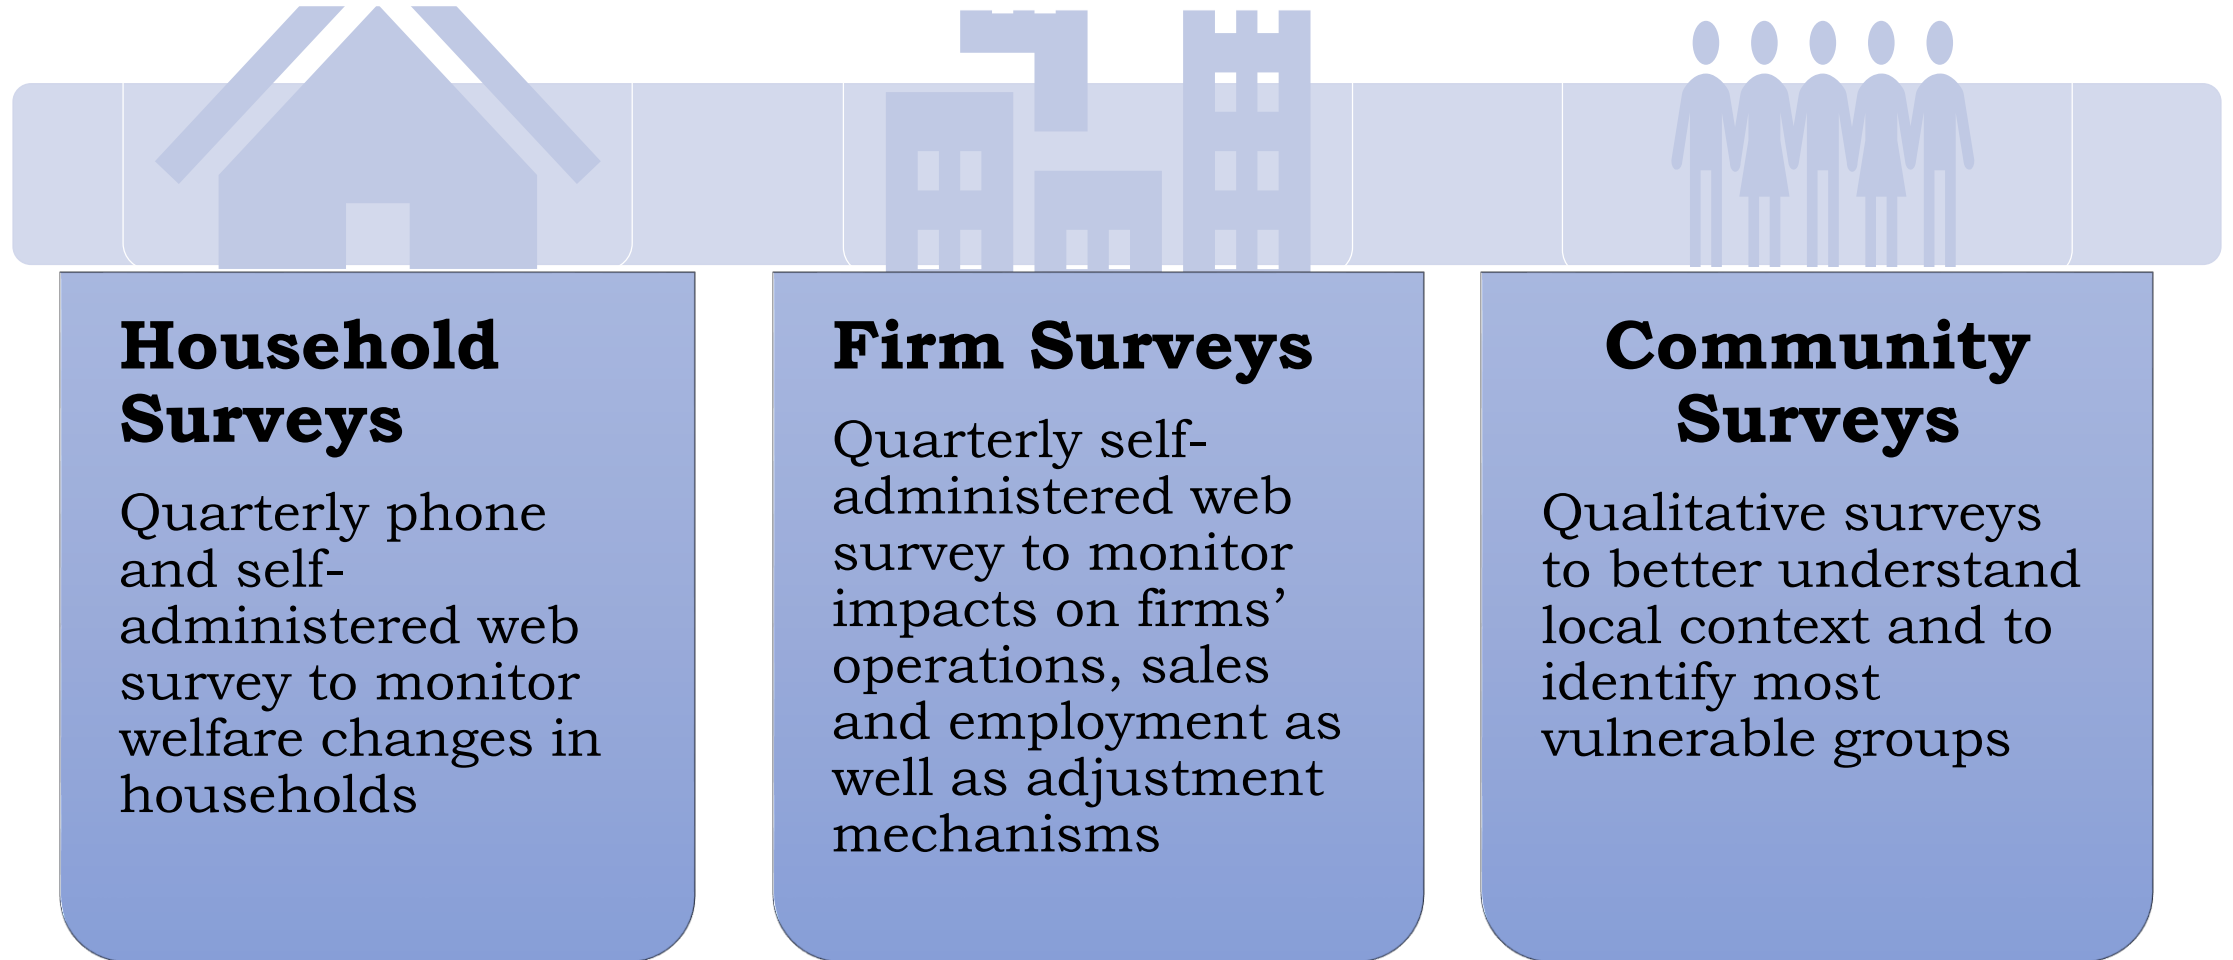 Household
Surveys
Quarterly phone
and self-
administered web
survey to monitor
welfare changes in
households
Firm Surveys
Quarterly self-
administered web
survey to monitor
impacts on firms’
operations, sales
and employment as
well as adjustment
mechanisms
Community
Surveys
Qualitative surveys
to better understand
local context and to
identify most
vulnerable groups